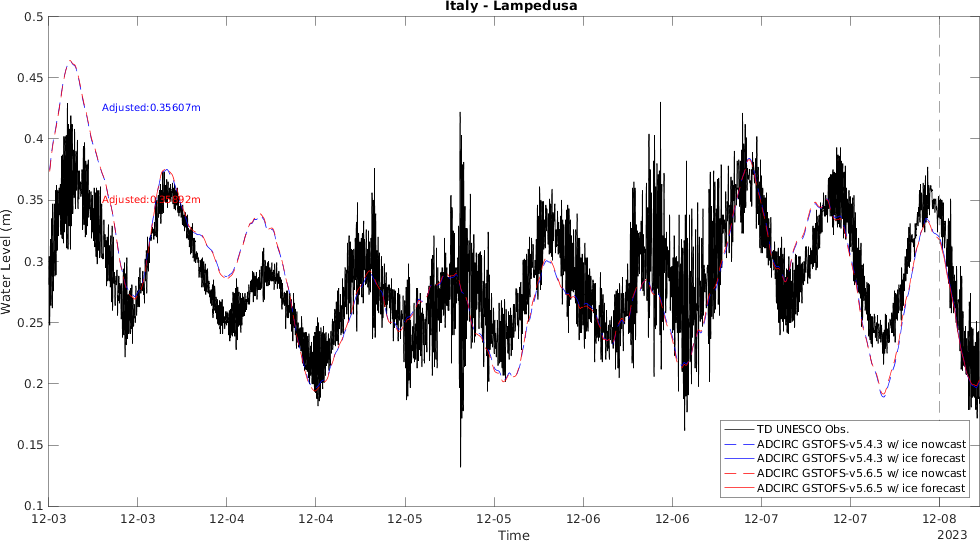 Italy - Lampedusa
0.5
0.45
0.4
0.35
0.3
0.25
0.2
0.15
0.1
Water Level (m)
Adjusted:0.35607m
TD UNESCO Obs.
ADCIRC GSTOFS-v5.4.3 w/ ice nowcast
ADCIRC GSTOFS-v5.4.3 w/ ice forecast
ADCIRC GSTOFS-v5.6.5 w/ ice nowcast
ADCIRC GSTOFS-v5.6.5 w/ ice forecast
12-03 12-03 12-04 12-04 12-05 12-05 12-06 12-06 12-07 12-07 12-08
Time
2023